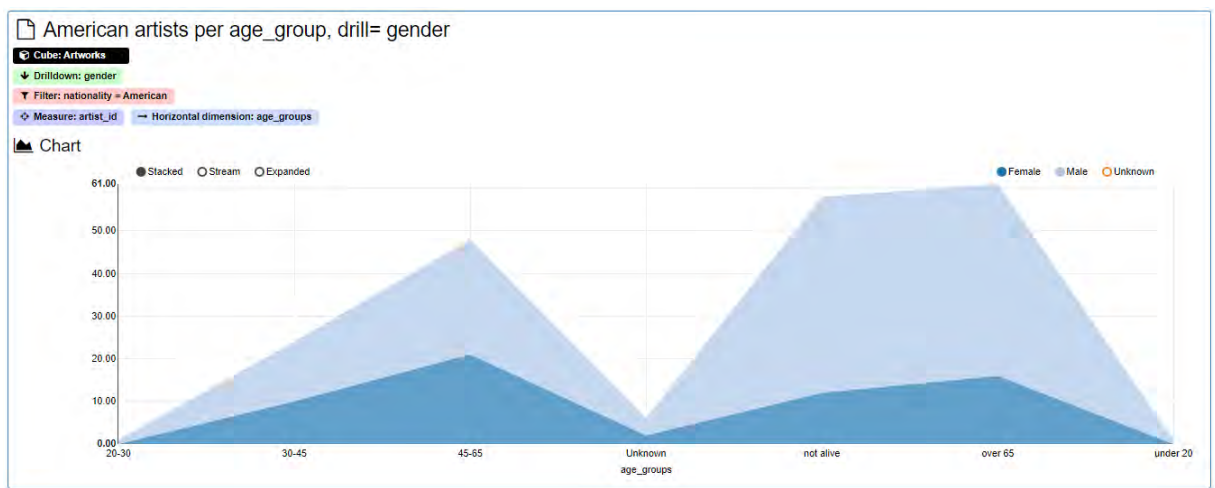 American artists per age_group, drill= gender
Cube: Artworks
Drilldown: gender
Filter: nationality = American
Measure: artist_id Horizontal dimension: age_groups
Chart
Stacked Stream Expanded Female Male Unknown
61.00
50.00
40.00
30.00
20.00
10.00
0.00
20-30 30-45 45-65 Unknown not alive over 65 under 20
age_groups